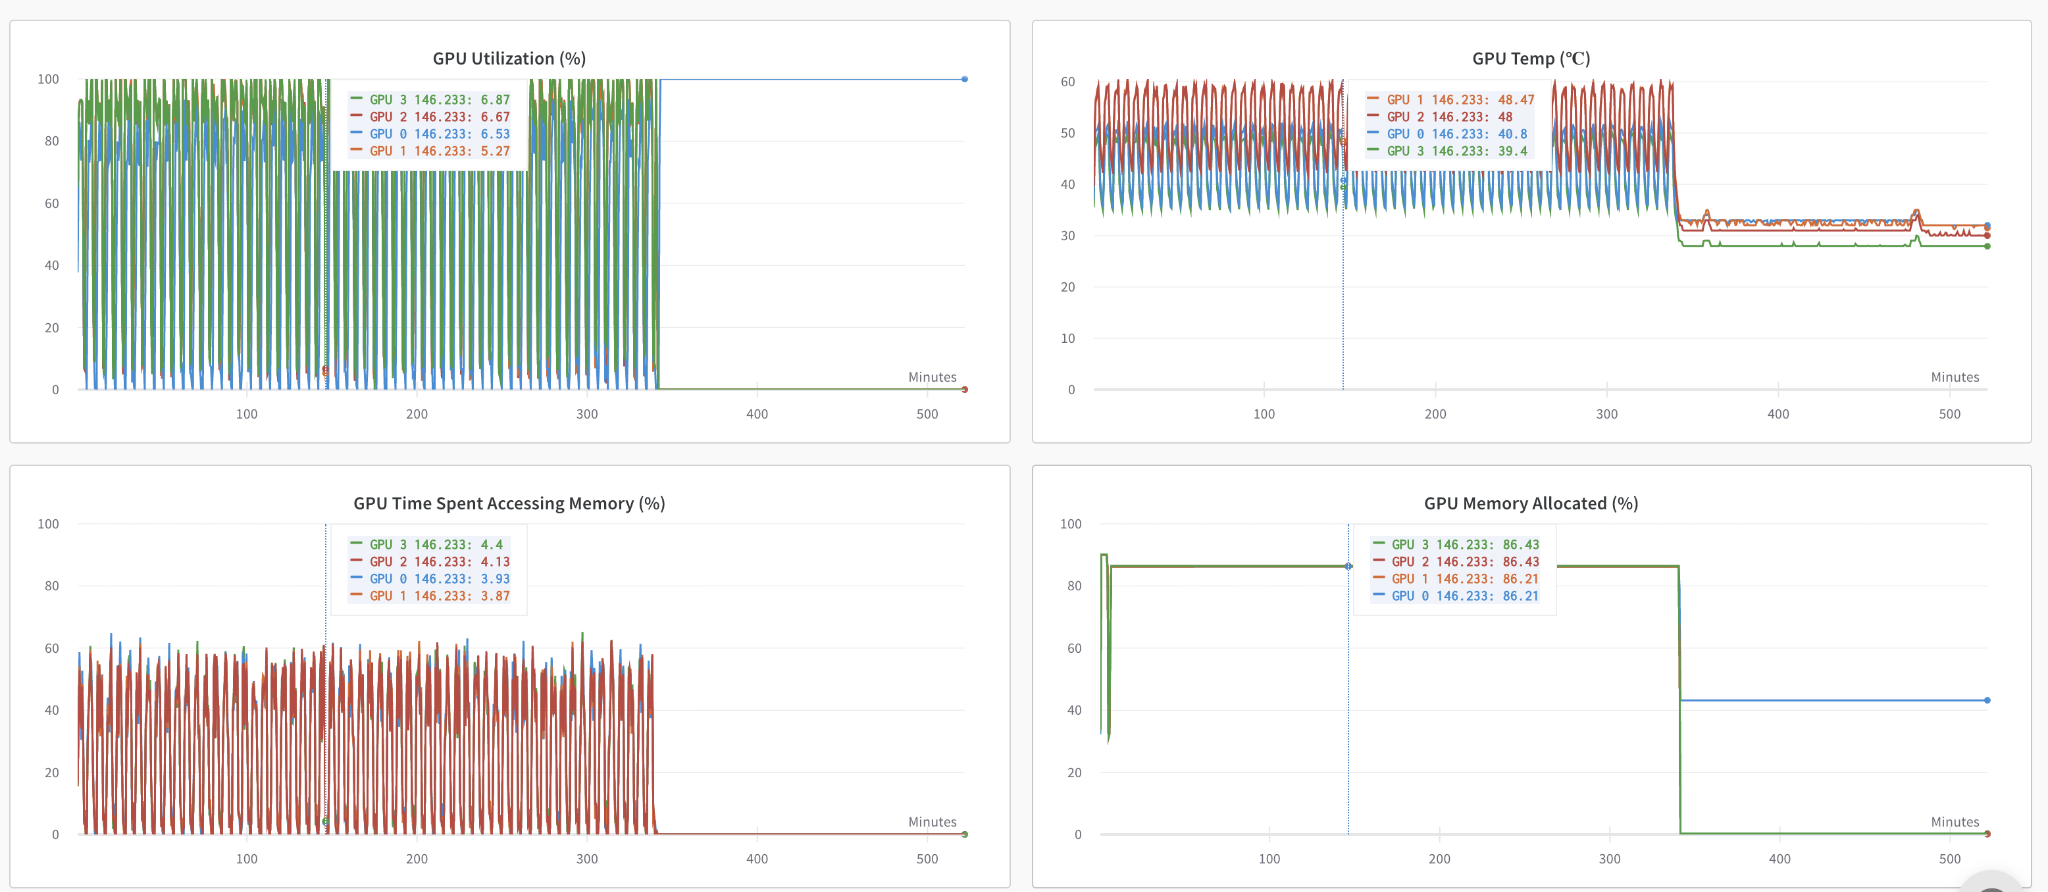 GPU Utilization (%)
100
80
60
40
20
0
GPU 3 146.233: 6.87
GPU 2 146.233: 6.67
GPU 0 146.233: 6.53
GPU 1 146.233: 5.27
Minutes
100 200 300 400 500
GPU Temp (℃)
60
50
40
30
20
10
0
GPU 1 146.233: 48.47
GPU 2 146.233: 48
GPU 0 146.233: 40.8
GPU 3 146.233: 39.4
Minutes
100 200 300 400 500
GPU Time Spent Accessing Memory (%)
100
80
60
40
20
0
GPU 3 146.233: 4.4
GPU 2 146.233: 4.13
GPU 0 146.233: 3.93
GPU 1 146.233: 3.87
Minutes
100 200 300 400 500
GPU Memory Allocated (%)
100
80
60
40
20
0
GPU 3 146.233: 86.43
GPU 2 146.233: 86.43
GPU 1 146.233: 86.21
GPU 0 146.233: 86.21
Minutes
100 200 300 400 500